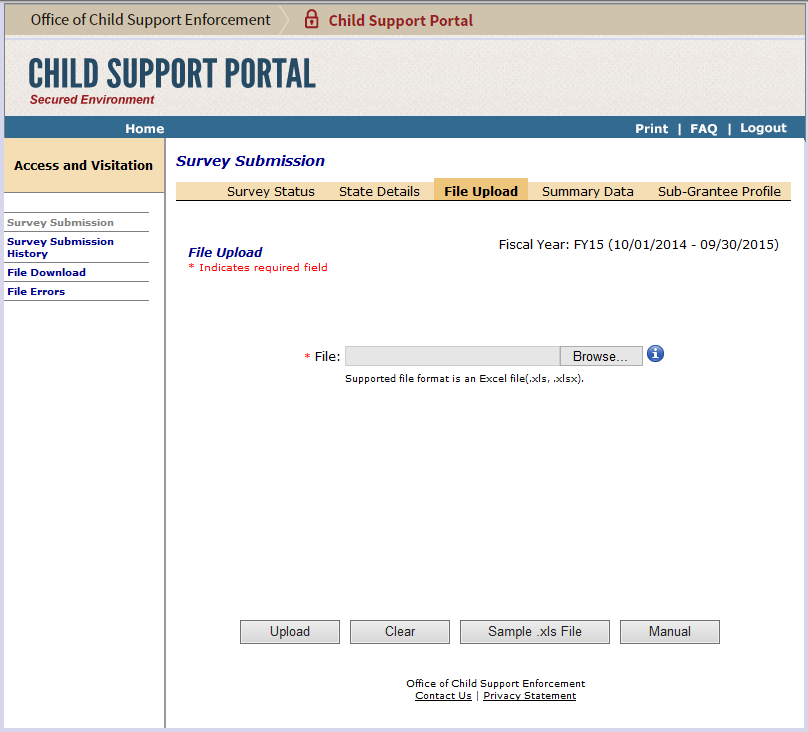 Office of Child Support Enforcement Child Support Portal
CHILD SUPPORT PORTAL
Secured Environment
Home Print | FAQ | Logout
Access and Visitation
Survey Submission
Survey Submission
History
File Download
File Errors
Survey Submission
Survey Status State Details File Upload Summary Data Sub-Grantee Profile
Fiscal Year: FY15 (10/01/2014 - 09/30/2015)
File Upload
* Indicates required field
* File: Browse...
Supported file format is an Excel file(.xls, .xlsx).
Upload Clear Sample .xls File Manual
Office of Child Support Enforcement
Contact Us | Privacy Statement